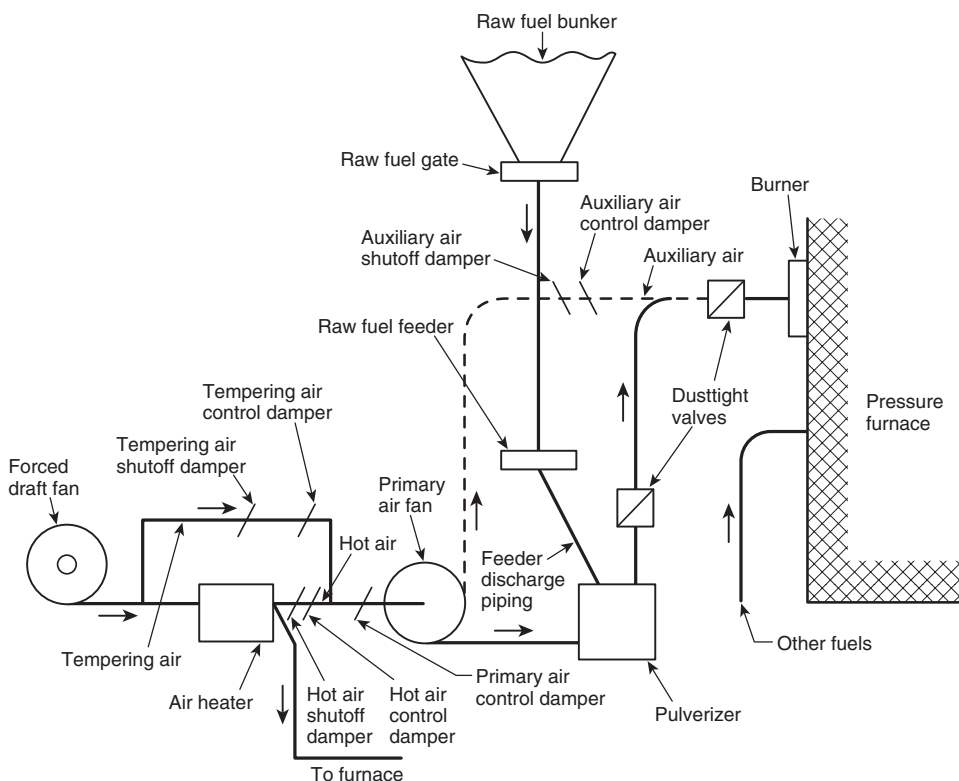 Raw fuel bunker
Raw fuel gate
Burner
Auxiliary air
control damper
Auxiliary air
shutoff damper
Auxiliary air
Raw fuel feeder
Tempering air
control damper
Dusttight
valves
Pressure
furnace
Tempering air
shutoff damper
Forced
draft fan
Primary
air fan
Hot air
Feeder
discharge
piping
Tempering air
Other fuels
Air heater
Hot air
shutoff
damper
Hot air
control
damper
Primary air
control damper
Pulverizer
To furnace